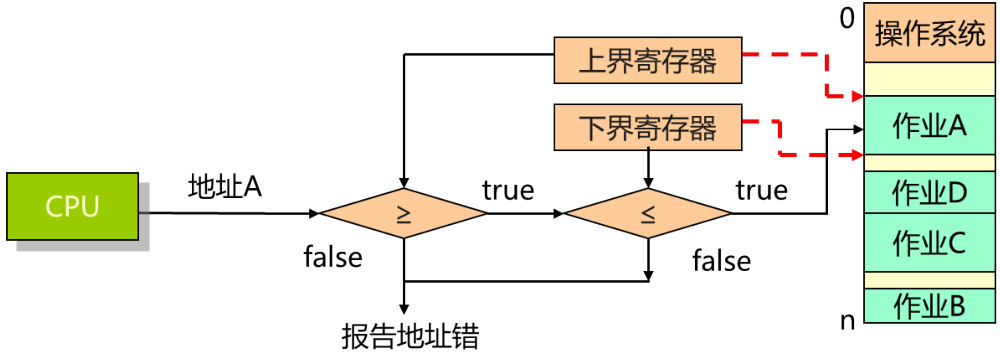 0
操作系统
上界寄存器
下界寄存器
作业A
CPU
地址A
≥
true
≤
true
作业D
false
false
作业C
作业B
n
报告地址错